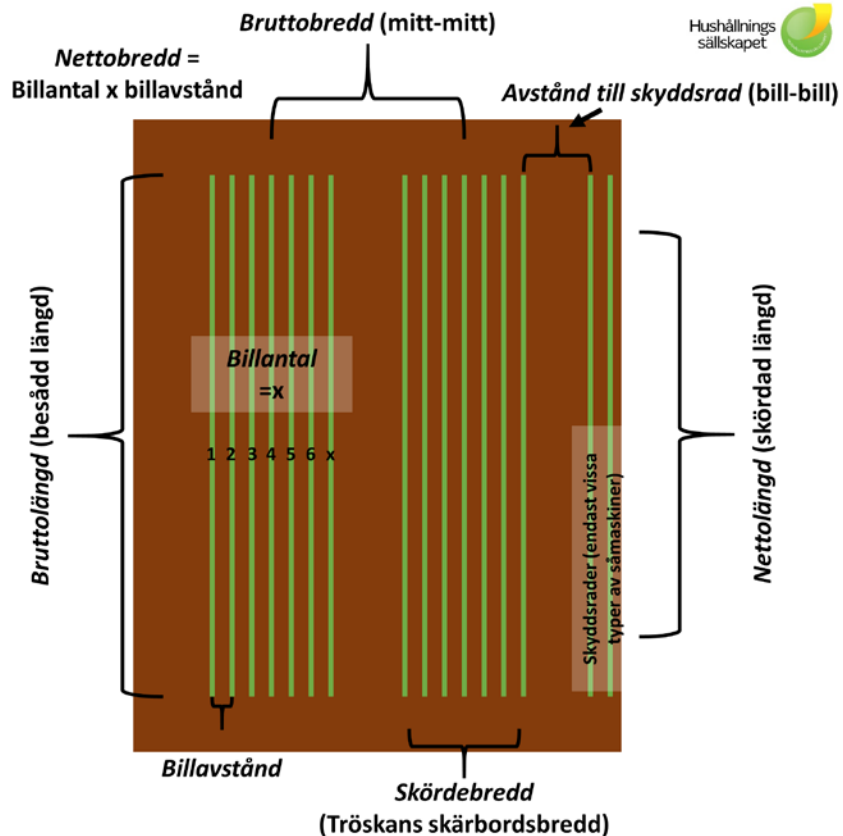 Bruttobredd (mitt-mitt)
Hushållnings
sällskapet
Nettobredd =
Billantal x billavstånd
Avstånd till skyddsrad (bill-bill)
Bruttolängd (besådd längd)
Billantal
=x
1 2 3 4 5 6 x
Skyddsrader (endast vissa
typer av såmaskiner)
Nettolängd (skördad längd)
Billavstånd
Skördebredd
(Tröskans skärbordsbredd)